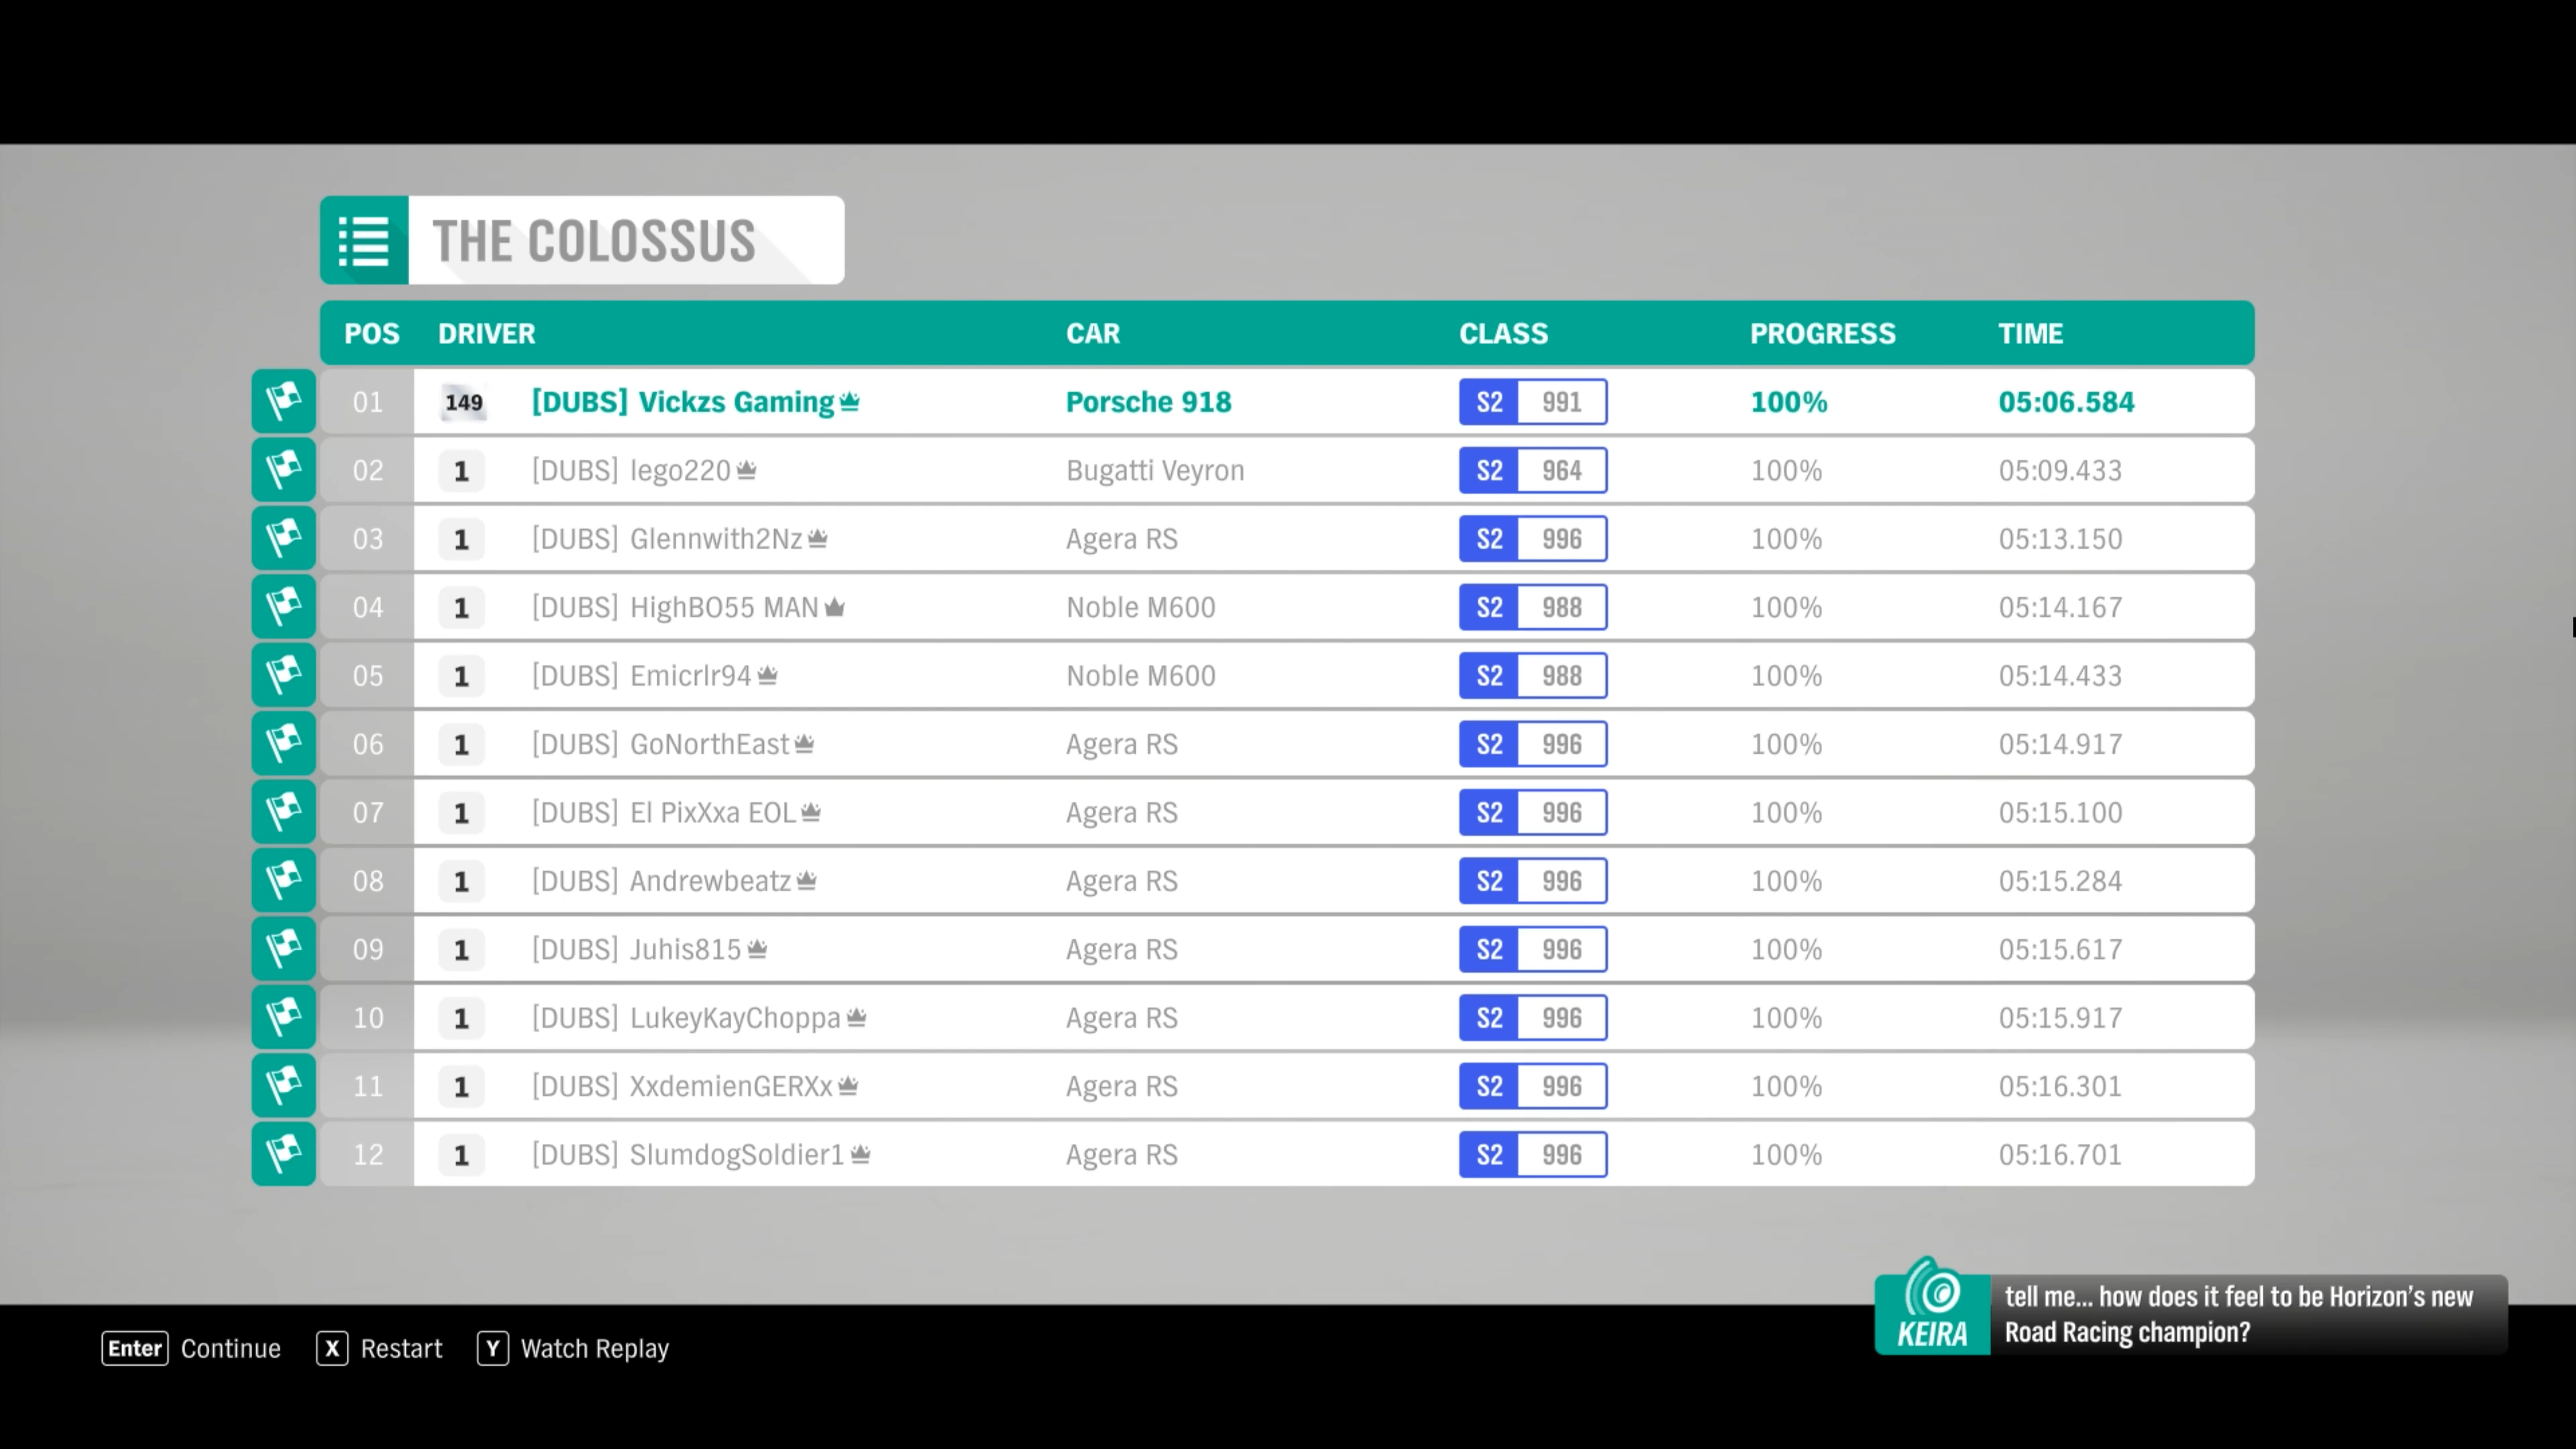 THE COLOSSUS
POS DRIVER CAR CLASS PROGRESS TIME
01 149 [DUBS] Vickzs Gaming Porsche 918 S2 991 100% 05:06.584
02 1 [DUBS] lego220 Bugatti Veyron S2 964 100% 05:09.433
03 1 [DUBS] Glennwith2Nz Agera RS S2 996 100% 05:13.150
04 1 [DUBS] HighBO55 MAN Noble M600 S2 988 100% 05:14.167
05 1 [DUBS] Emicrlr94 Noble M600 S2 988 100% 05:14.433
06 1 [DUBS] GoNorthEast Agera RS S2 996 100% 05:14.917
07 1 [DUBS] El PixXxa EOL Agera RS S2 996 100% 05:15.100
08 1 [DUBS] Andrewbeatz Agera RS S2 996 100% 05:15.284
09 1 [DUBS] Juhis815 Agera RS S2 996 100% 05:15.617
10 1 [DUBS] LukeyKayChoppa Agera RS S2 996 100% 05:15.917
11 1 [DUBS] XxdemienGERXx Agera RS S2 996 100% 05:16.301
12 1 [DUBS] SlumdogSoldier1 Agera RS S2 996 100% 05:16.701
KEIRA
tell me... how does it feel to be Horizon's new
Road Racing champion?
Enter Continue X Restart Y Watch Replay